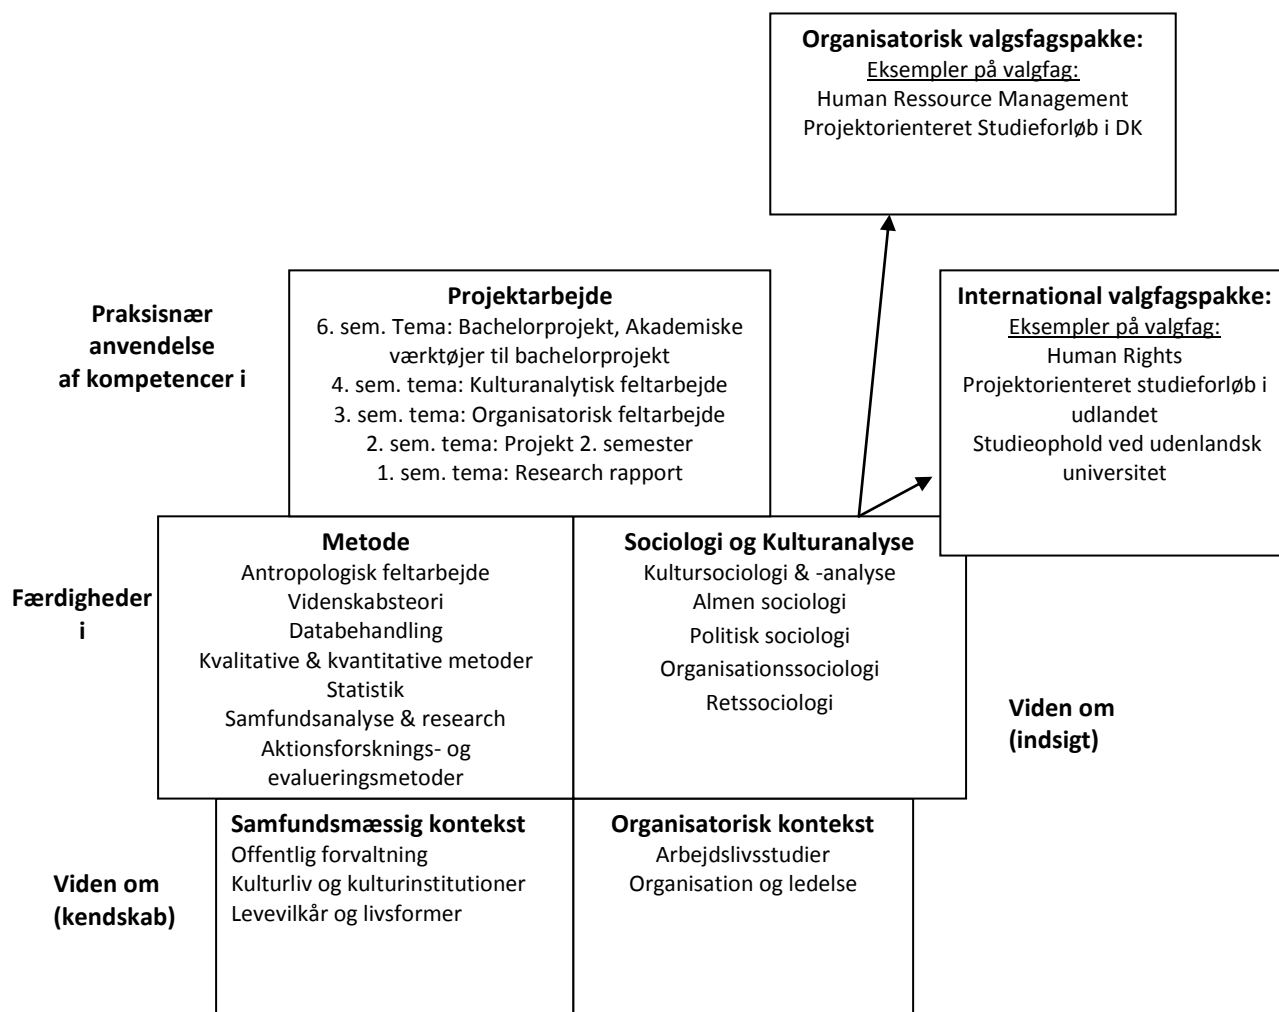 Organisatorisk valgsfagspakke:
Eksempler på valgfag:
Human Ressource Management
Projektorienteret Studieforløb i DK
Praksisnær
anvendelse
af kompetencer i
Projektarbejde
6. sem. Tema: Bachelorprojekt, Akademiske
værktøjer til bachelorprojekt
4. sem. tema: Kulturanalytisk feltarbejde
3. sem. tema: Organisatorisk feltarbejde
2. sem. tema: Projekt 2. semester
1. sem. tema: Research rapport
International valgfagspakke:
Eksempler på valgfag:
Human Rights
Projektorienteret studieforløb i
udlandet
Studieophold ved udenlandsk
universitet
Færdigheder
i
Metode
Antropologisk feltarbejde
Videnskabsteori
Databehandling
Kvalitative & kvantitative metoder
Statistik
Samfundsanalyse & research
Aktionsforsknings- og
evalueringsmetoder
Sociologi og Kulturanalyse
Kultursociologi & -analyse
Almen sociologi
Politisk sociologi
Organisationssociologi
Retssociologi
Viden om
(indsigt)
Viden om
(kendskab)
Samfundsmæssig kontekst
Offentlig forvaltning
Kulturliv og kulturinstitutioner
Levevilkår og livsformer
Organisatorisk kontekst
Arbejdslivsstudier
Organisation og ledelse